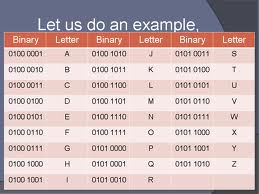 Let us do an example.
Binary Letter Binary Letter Binary Letter
0100 0001 A 0100 1010 J 0101 0011 S
0100 0010 B 0100 1011 K 0101 0100 T
0100 0011 C 0100 1100 L 0101 0101 U
0100 0100 D 0100 1101 M 0101 0110 V
0100 0101 E 0100 1110 N 0101 0111 W
0100 0110 F 0100 1111 O 0101 1000 X
0100 0111 G 0101 0000 P 0101 1001 Y
0100 1000 H 0101 0001 Q 0101 1010 Z
0100 1001 I 0101 0010 R